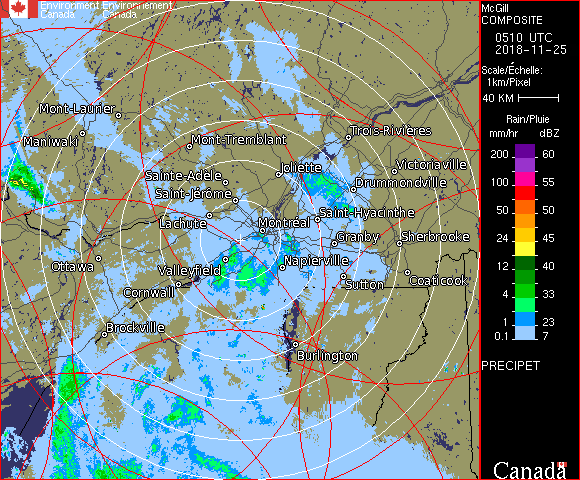 Environment Environnement
Canada Canada
McGill
COMPOSITE
0510 UTC
2018-11-25
Scale/Échelle:
1km/Pixel
40 KM
Rain/Pluie
mm/hr dBZ
200 60
100 55
50 50
24 45
12 40
4 33
1 23
0.1 7
PRECIPET
Canada
Mont-Laurier
Maniwaki
Mont-Tremblant
Trois-Rivières
Joliette
Victoriaville
Sainte-Adèle
Drummondville
Saint-Jérôme
Saint-Hyacinthe
Lachute
Montréal
Granby
Sherbrooke
Ottawa
Valleyfield
Napierville
Cornwall
Sutton
Coaticook
Brockville
Burlington